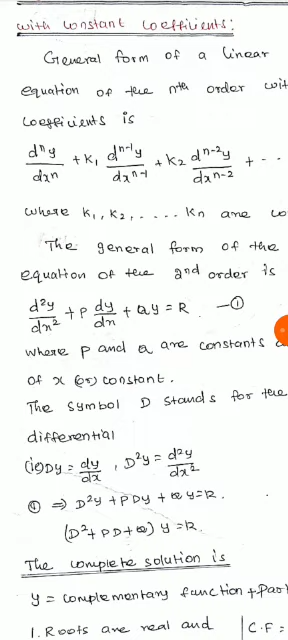 with constant coefficients:
General form of a linear
equation of the nth order wit
coefficients is
dⁿy/dxⁿ + K₁ dⁿ⁻¹y/dxⁿ⁻¹ + K₂ dⁿ⁻²y/dxⁿ⁻² + - -
where K₁, K₂, - - - - Kn are co
The general form of the
equation of the 2nd order is
d²y/dx² + P dy/dx + Qy = R —①
where P and Q are constants
of x (or) constant.
The symbol D stands for the
differential
(ie) Dy = dy/dx , D²y = d²y/dx²
① ⇒ D²y + PDy + Qy = R.
(D² + PD + Q) y = R.
The complete solution is
y = complementary function + Par
1. Roots are real and | C.F =